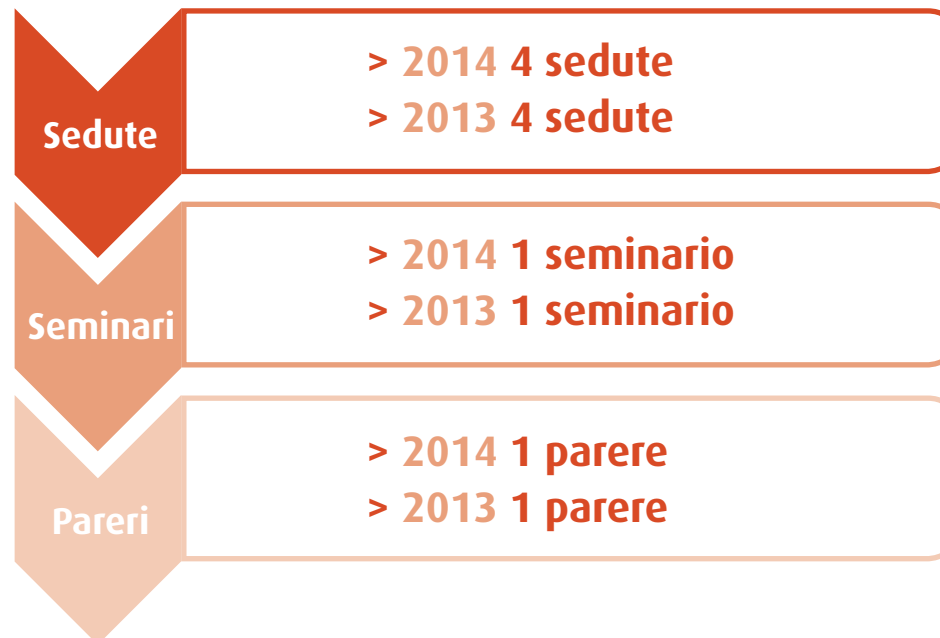 Sedute
> 2014 4 sedute
> 2013 4 sedute
Seminari
> 2014 1 seminario
> 2013 1 seminario
Pareri
> 2014 1 parere
> 2013 1 parere